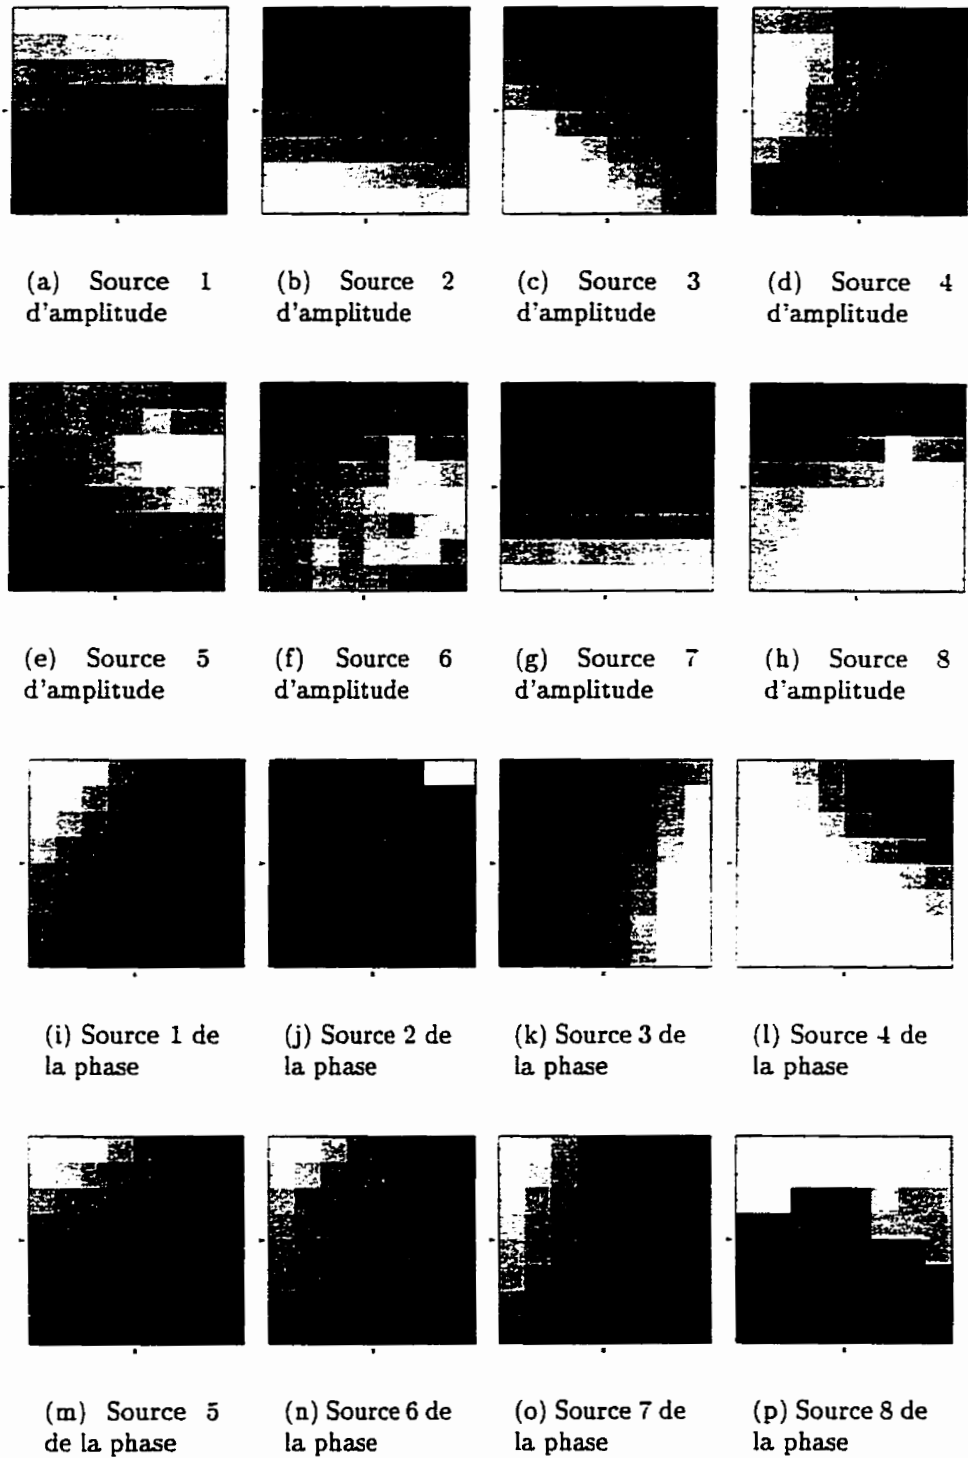 (a) Source 1
d'amplitude
(b) Source 2
d'amplitude
(c) Source 3
d'amplitude
(d) Source 4
d'amplitude
(e) Source 5
d'amplitude
(f) Source 6
d'amplitude
(g) Source 7
d'amplitude
(h) Source 8
d'amplitude
(i) Source 1 de
la phase
(j) Source 2 de
la phase
(k) Source 3 de
la phase
(l) Source 4 de
la phase
(m) Source 5
de la phase
(n) Source 6 de
la phase
(o) Source 7 de
la phase
(p) Source 8 de
la phase